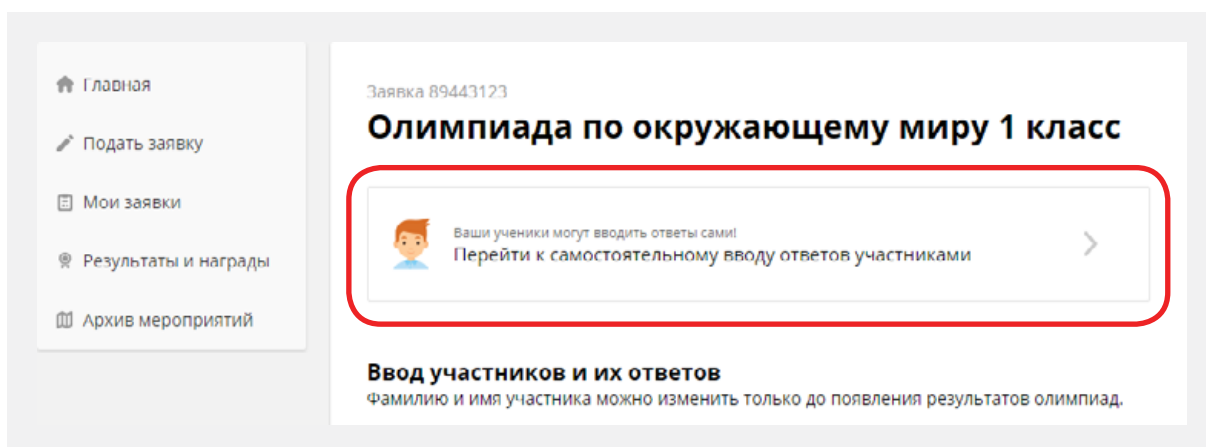 Главная
Подать заявку
Мои заявки
Результаты и награды
Архив мероприятий
Заявка 89443123
Олимпиада по окружающему миру 1 класс
Ваши ученики могут вводить ответы сами!
Перейти к самостоятельному вводу ответов участниками
Ввод участников и их ответов
Фамилию и имя участника можно изменить только до появления результатов олимпиад.